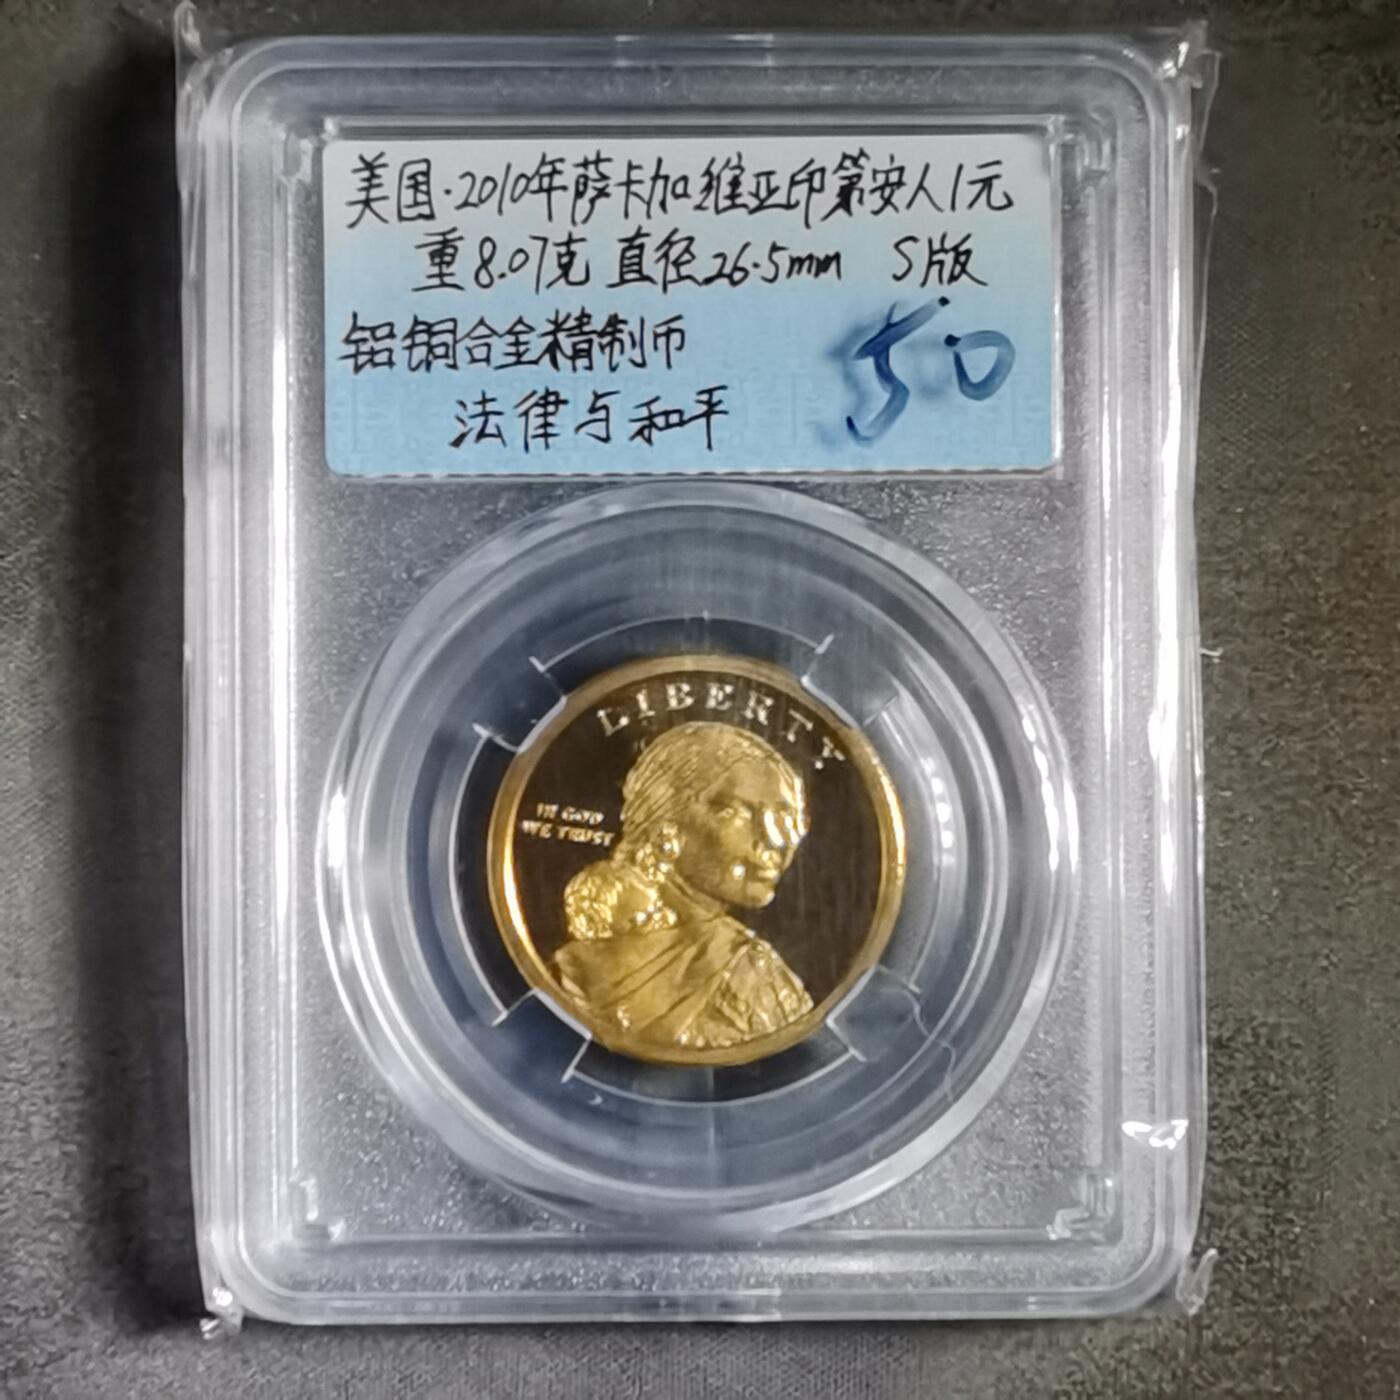 美国·2010年萨卡加维亚印第安人1元
重8.07克 直径26.5mm S版
铝铜合金精制币
50
法律与和平
LIBERTY
IN GOD
WE TRUST